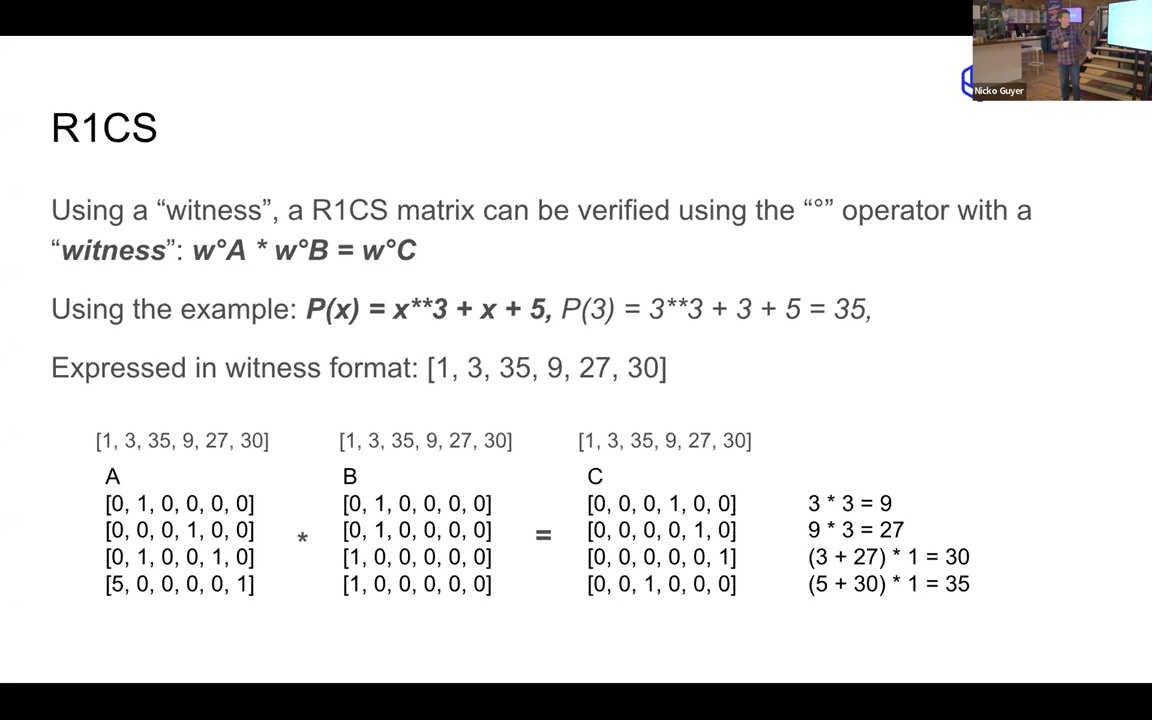 Nicko Guyer
R1CS
Using a “witness”, a R1CS matrix can be verified using the “°” operator with a
“witness”: w°A * w°B = w°C
Using the example: P(x) = x**3 + x + 5, P(3) = 3**3 + 3 + 5 = 35,
Expressed in witness format: [1, 3, 35, 9, 27, 30]
[1, 3, 35, 9, 27, 30] [1, 3, 35, 9, 27, 30] [1, 3, 35, 9, 27, 30]
A B C
[0, 1, 0, 0, 0, 0] [0, 1, 0, 0, 0, 0] [0, 0, 0, 1, 0, 0] 3 * 3 = 9
[0, 0, 0, 1, 0, 0] * [0, 1, 0, 0, 0, 0] = [0, 0, 0, 0, 1, 0] 9 * 3 = 27
[0, 1, 0, 0, 1, 0] [1, 0, 0, 0, 0, 0] [0, 0, 0, 0, 0, 1] (3 + 27) * 1 = 30
[5, 0, 0, 0, 0, 1] [1, 0, 0, 0, 0, 0] [0, 0, 1, 0, 0, 0] (5 + 30) * 1 = 35